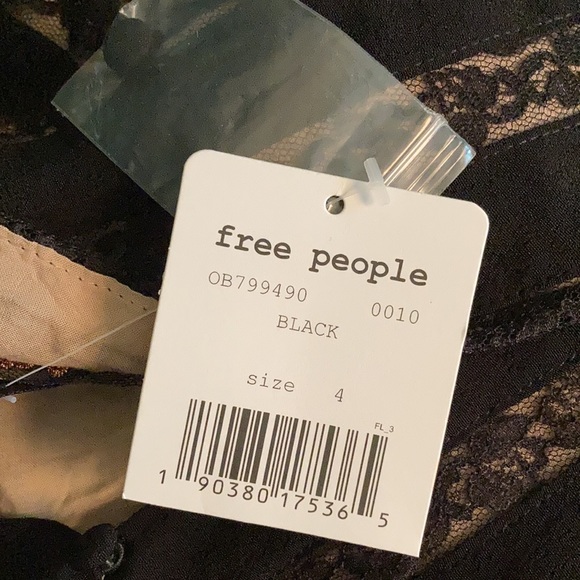 free people
OB799490 0010
BLACK
size 4
FL_3
1 90380 17536 5